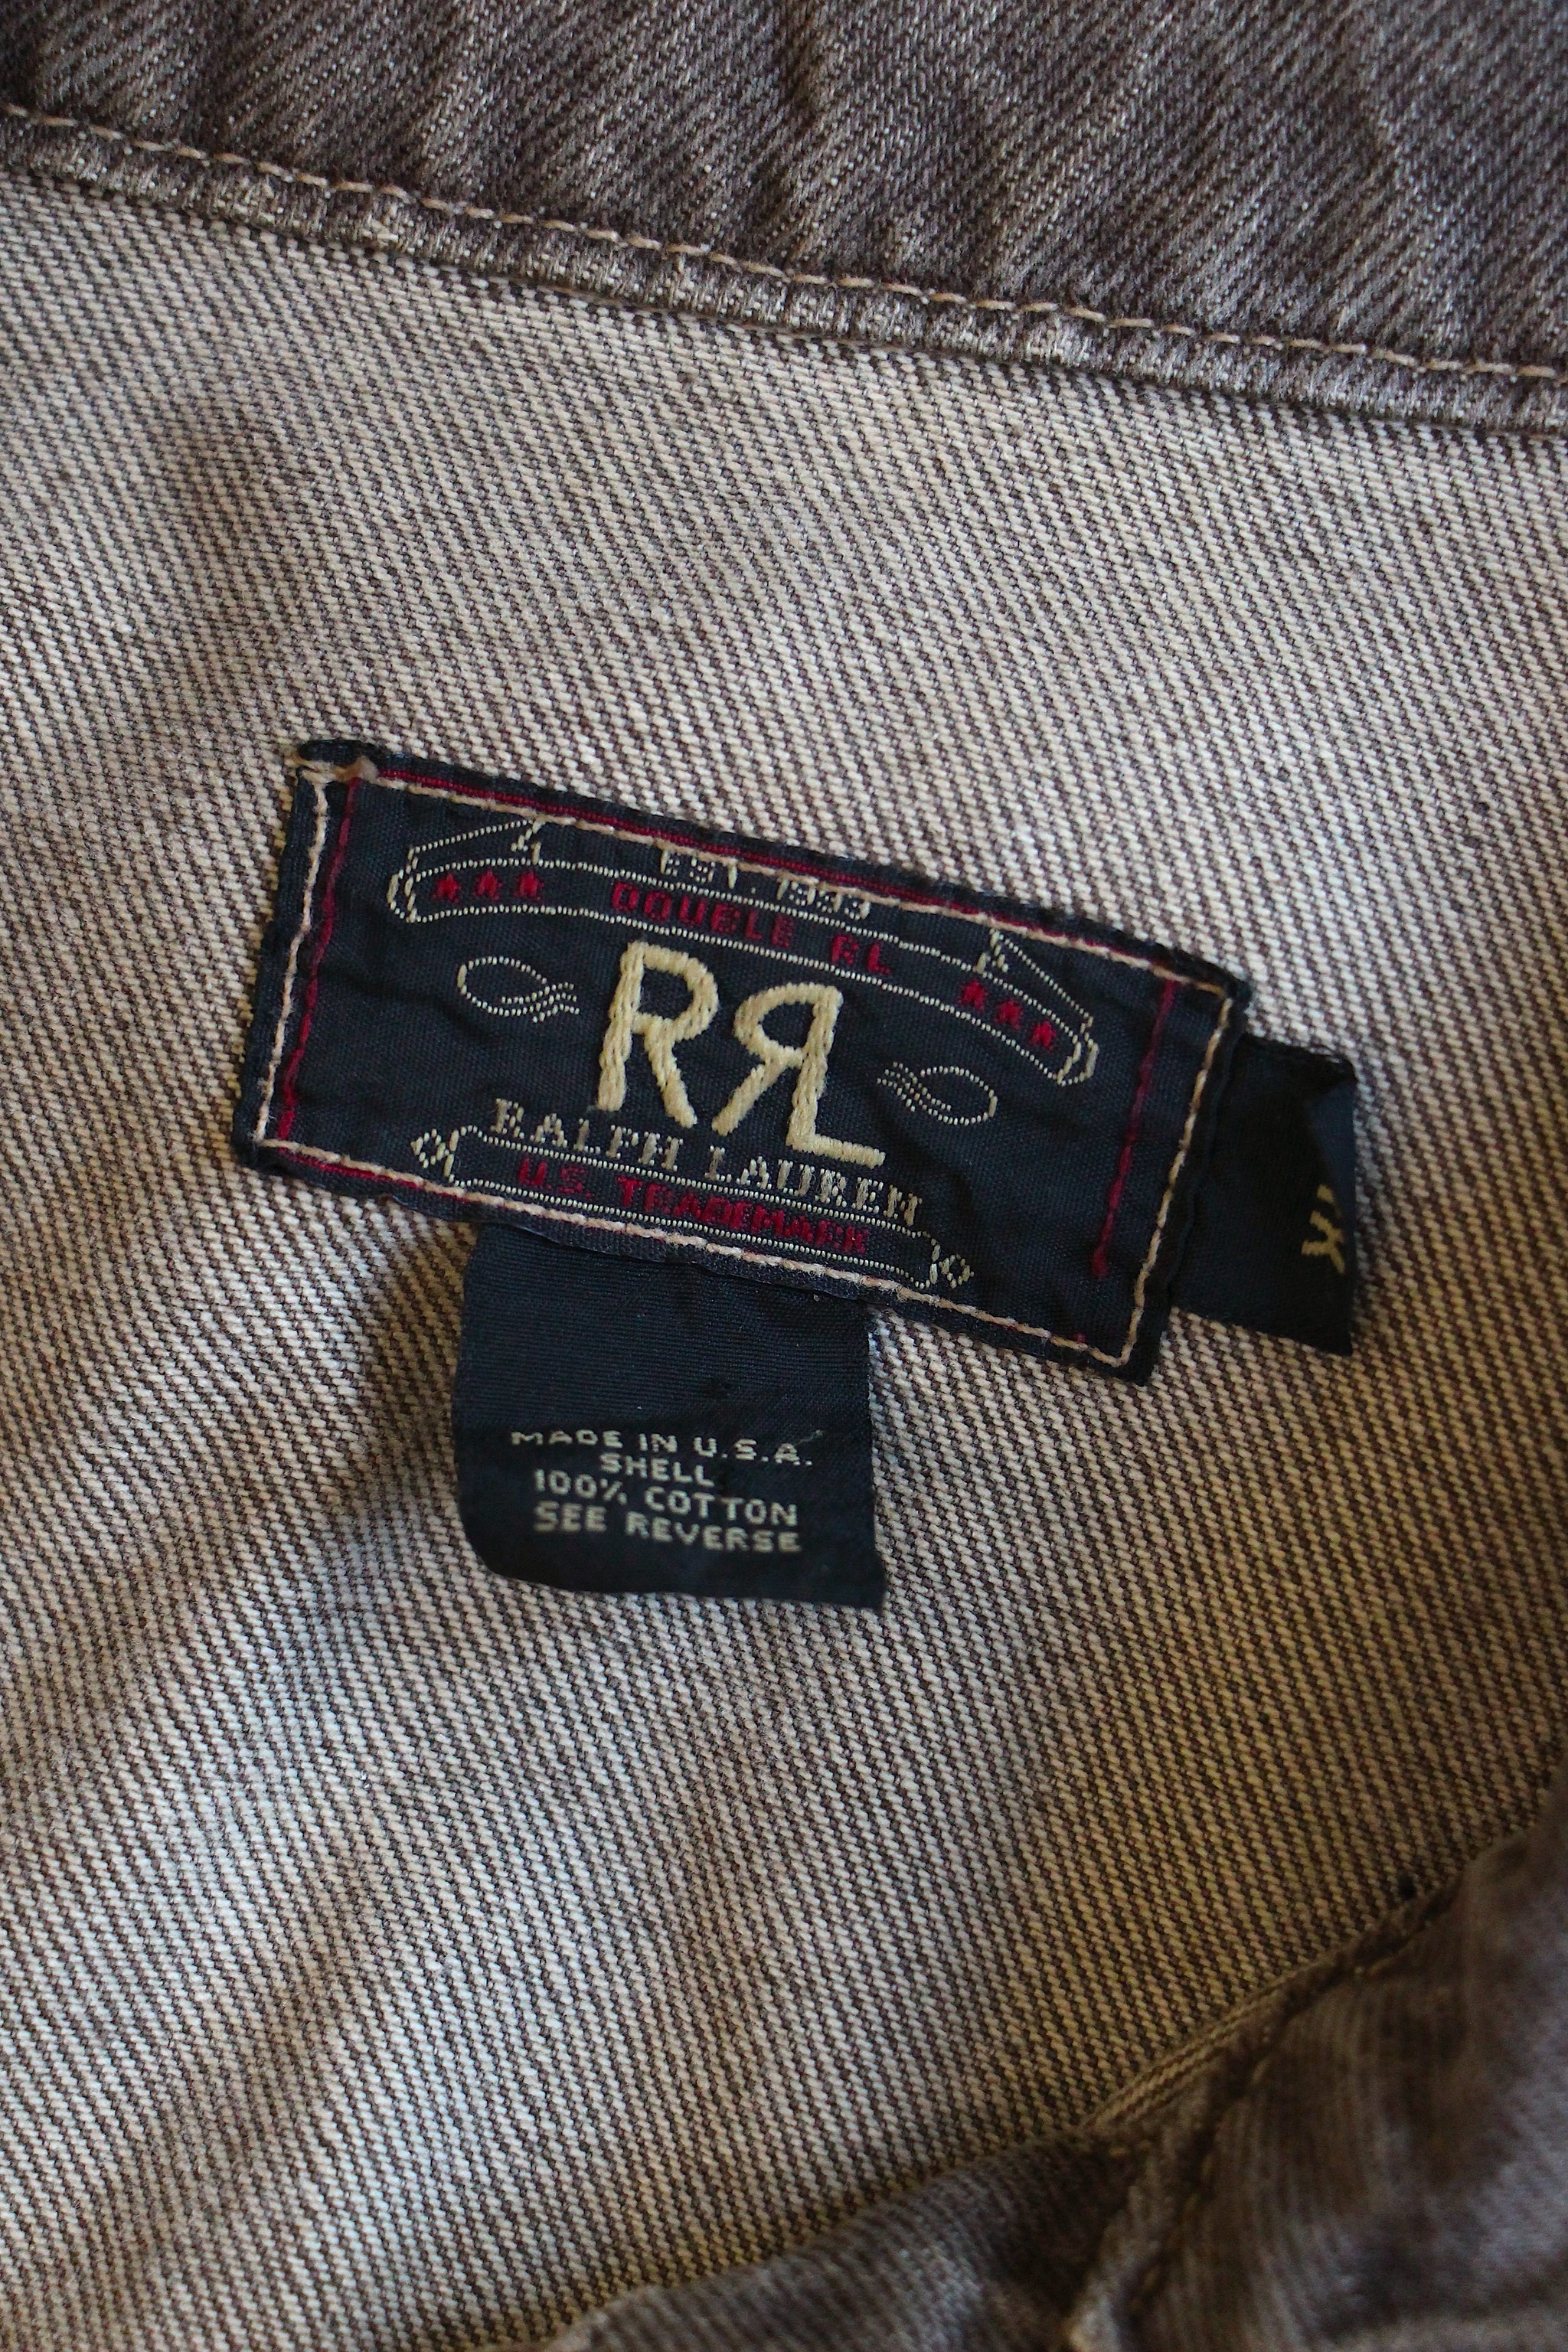 EST. 1993
DOUBLE RL
RRL
RALPH LAUREN
U.S. TRADEMARK
MADE IN U.S.A.
SHELL
100% COTTON
SEE REVERSE